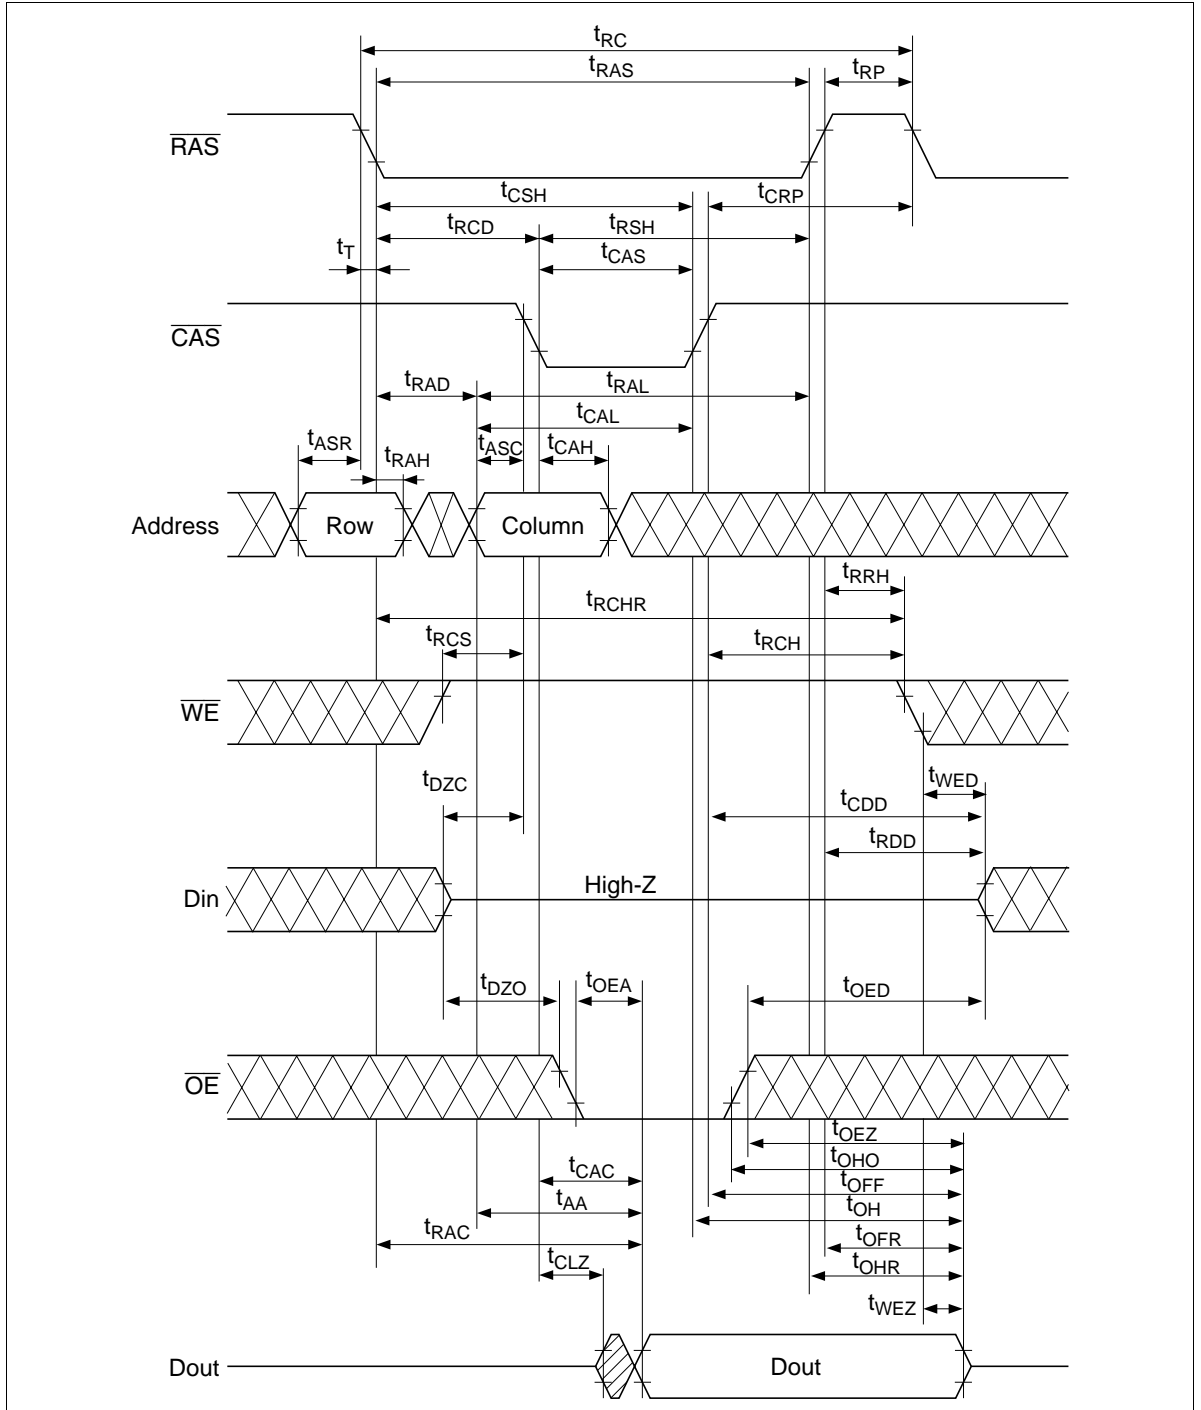 tRC
tRAS
tRP
RAS
tCSH
tCRP
tRCD
tRSH
tT
tCAS
CAS
tRAD
tRAL
tCAL
tASR
tASC
tCAH
tRAH
Address
Row
Column
tRRH
tRCHR
tRCS
tRCH
WE
tDZC
tWED
tCDD
tRDD
Din
High-Z
tDZO
tOEA
tOED
OE
tOEZ
tCAC
tOHO
tOFF
tAA
tOH
tRAC
tOFR
tCLZ
tOHR
tWEZ
Dout
Dout